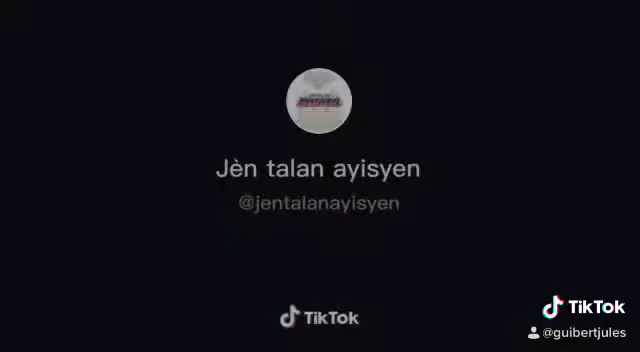 Jèn talan ayisyen
@jentalanayisyen
TikTok
TikTok
@guibertjules